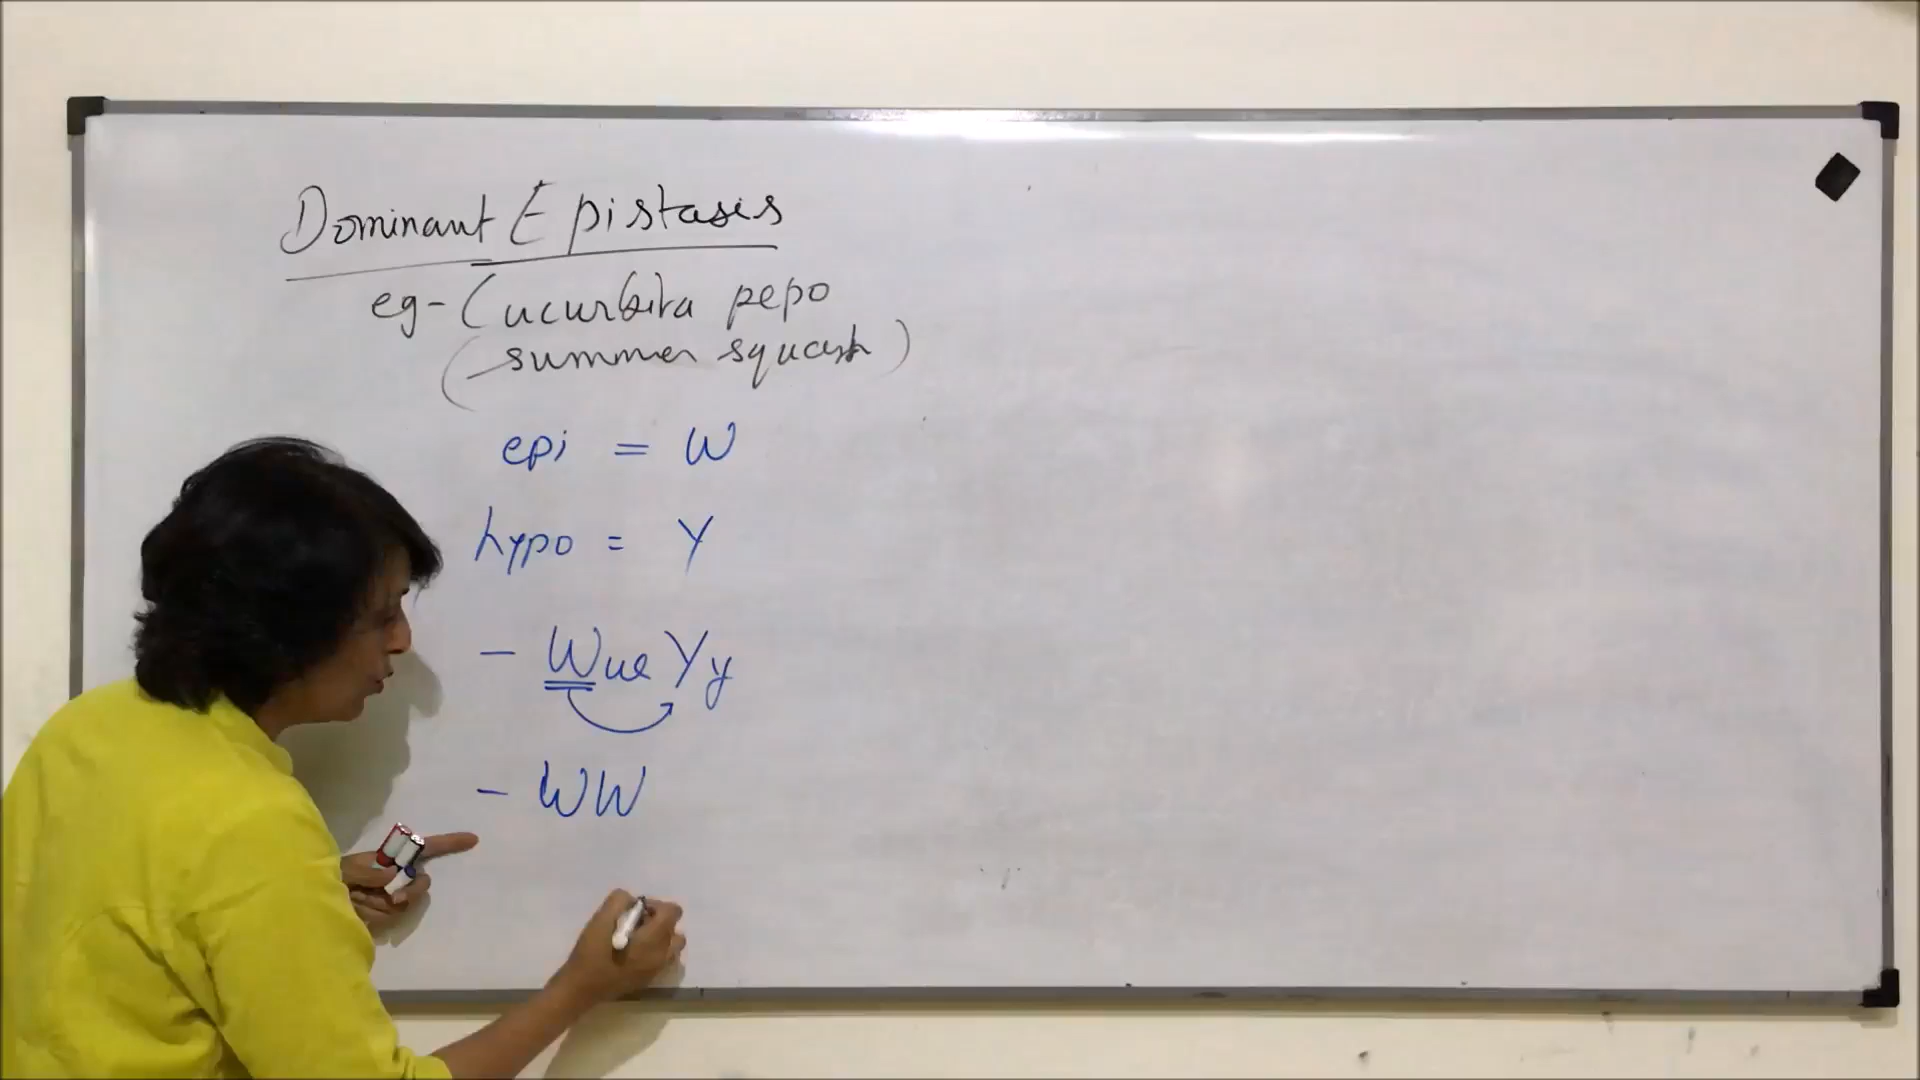 Dominant Epistasis
eg- Cucurbita pepo
(summer squash)
epi = W
hypo = Y
- Ww Yy
- WW